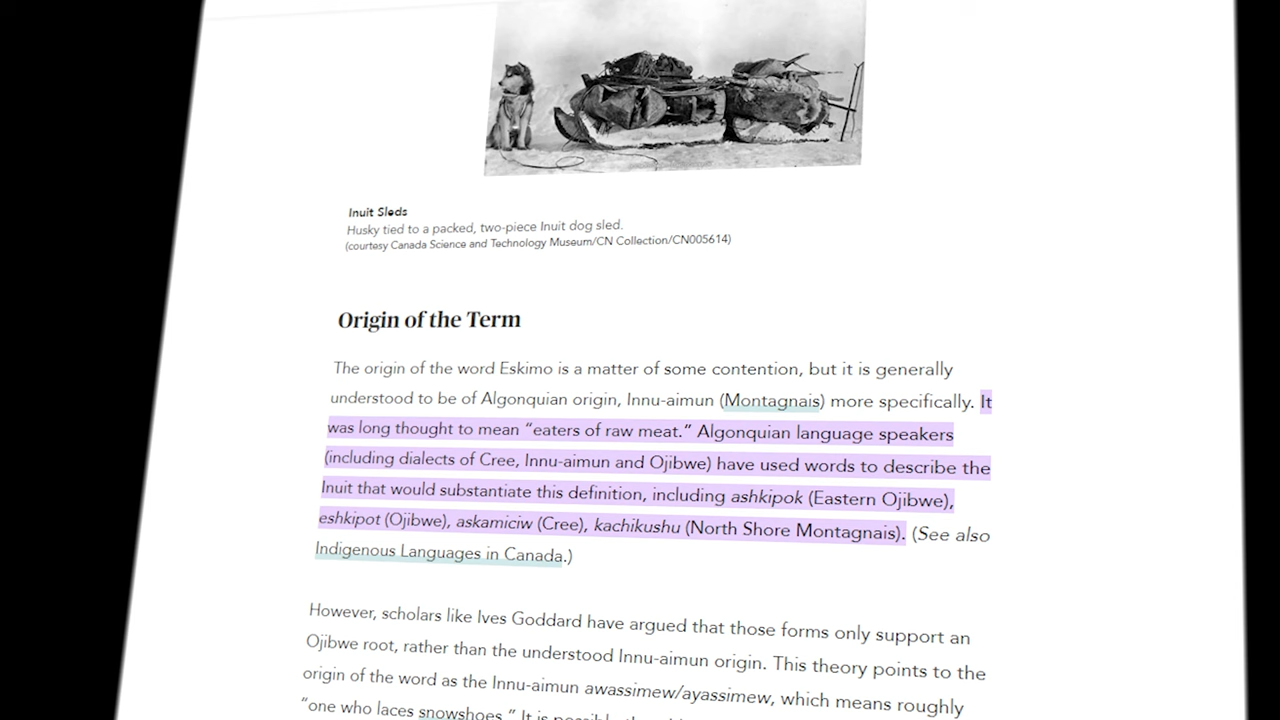 Inuit Sleds
Husky tied to a packed, two-piece Inuit dog sled.
(courtesy Canada Science and Technology Museum/CN Collection/CN005614)
Origin of the Term
The origin of the word Eskimo is a matter of some contention, but it is generally
understood to be of Algonquian origin, Innu-aimun (Montagnais) more specifically. It
was long thought to mean “eaters of raw meat.” Algonquian language speakers
(including dialects of Cree, Innu-aimun and Ojibwe) have used words to describe the
Inuit that would substantiate this definition, including ashkipok (Eastern Ojibwe),
eshkipot (Ojibwe), askamiciw (Cree), kachikushu (North Shore Montagnais). (See also
Indigenous Languages in Canada.)
However, scholars like Ives Goddard have argued that those forms only support an
Ojibwe root, rather than the understood Innu-aimun origin. This theory points to the
origin of the word as the Innu-aimun awassimew/ayassimew, which means roughly
“one who laces snowshoes.” It is